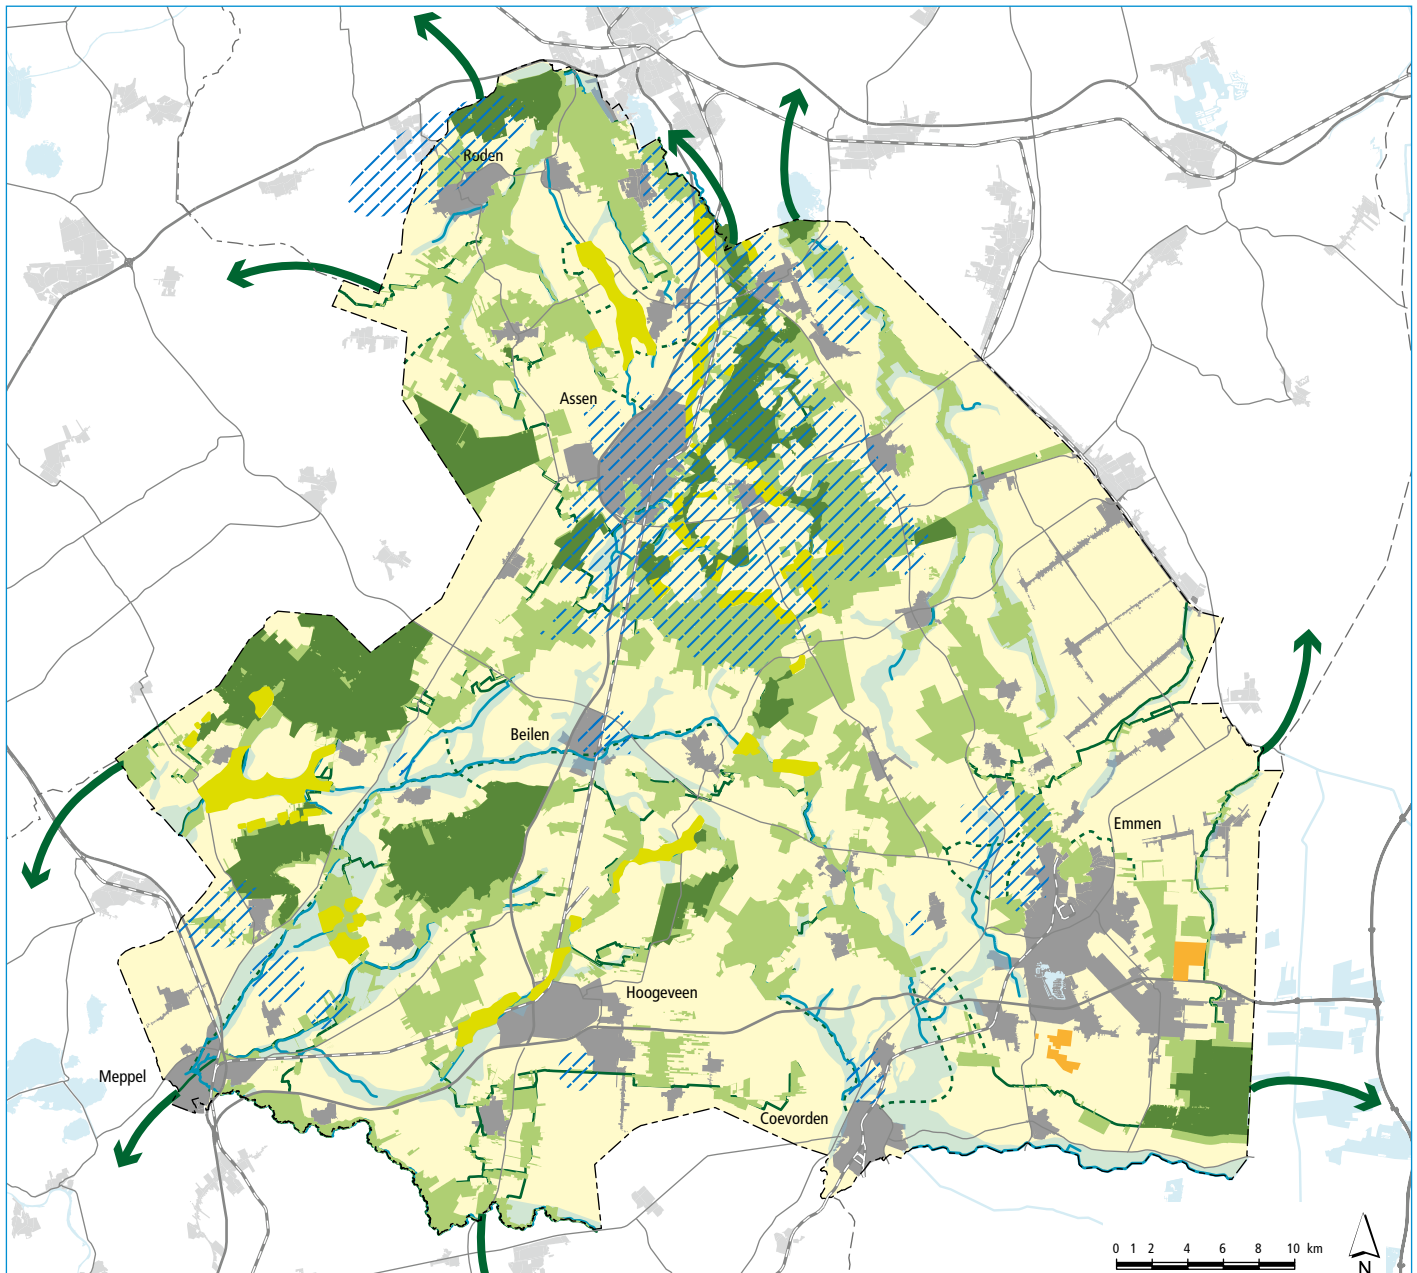 Roden
Assen
Beilen
Emmen
Hoogeveen
Meppel
Coevorden
0 1 2 4 6 8 10 km
N